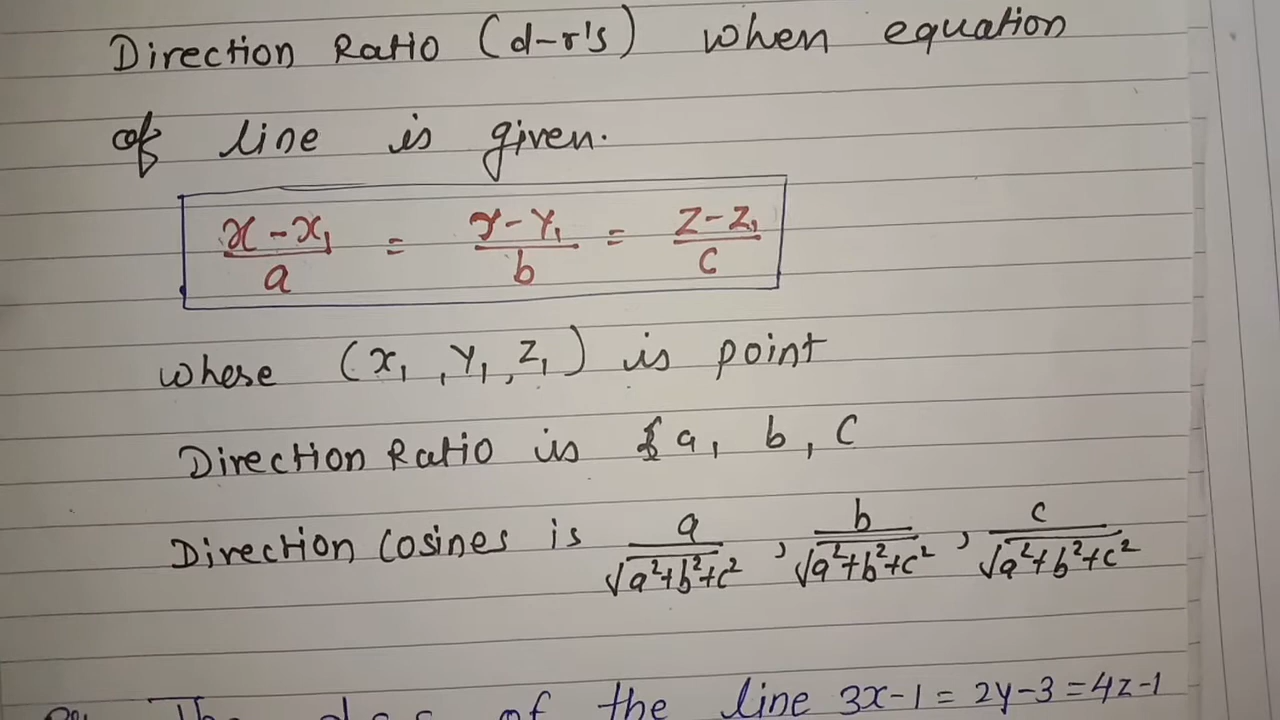 Direction Ratio (d-r's) when equation
of line is given.
x-x₁/a = y-y₁/b = z-z₁/c
where (x₁, y₁, z₁) is point
Direction Ratio is a, b, c
Direction Cosines is a/√a²+b²+c² , b/√a²+b²+c² , c/√a²+b²+c²
of the line 3x-1 = 2y-3 = 4z-1